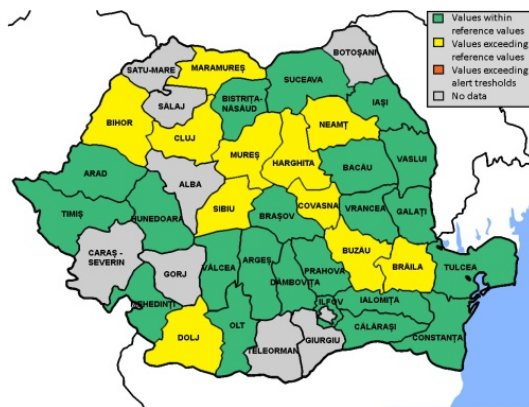 Values within
reference values
Values exceeding
reference values
Values exceeding
alert tresholds
No data
BOTOȘANI
SATU-MARE
MARAMUREȘ
SUCEAVA
SĂLAJ
BISTRIȚA-
NĂSĂUD
IAȘI
BIHOR
CLUJ
NEAMȚ
MUREȘ
HARGHITA
VASLUI
BACĂU
ARAD
ALBA
TIMIȘ
HUNEDOARA
SIBIU
BRAȘOV
COVASNA
VRANCEA
GALAȚI
CARAȘ -
SEVERIN
GORJ
VÂLCEA
ARGEȘ
PRAHOVA
DÂMBOVIȚA
BUZĂU
BRĂILA
TULCEA
MEHEDINȚI
ILFOV
IALOMIȚA
DOLJ
OLT
CĂLĂRAȘI
CONSTANȚA
TELEORMAN
GIURGIU